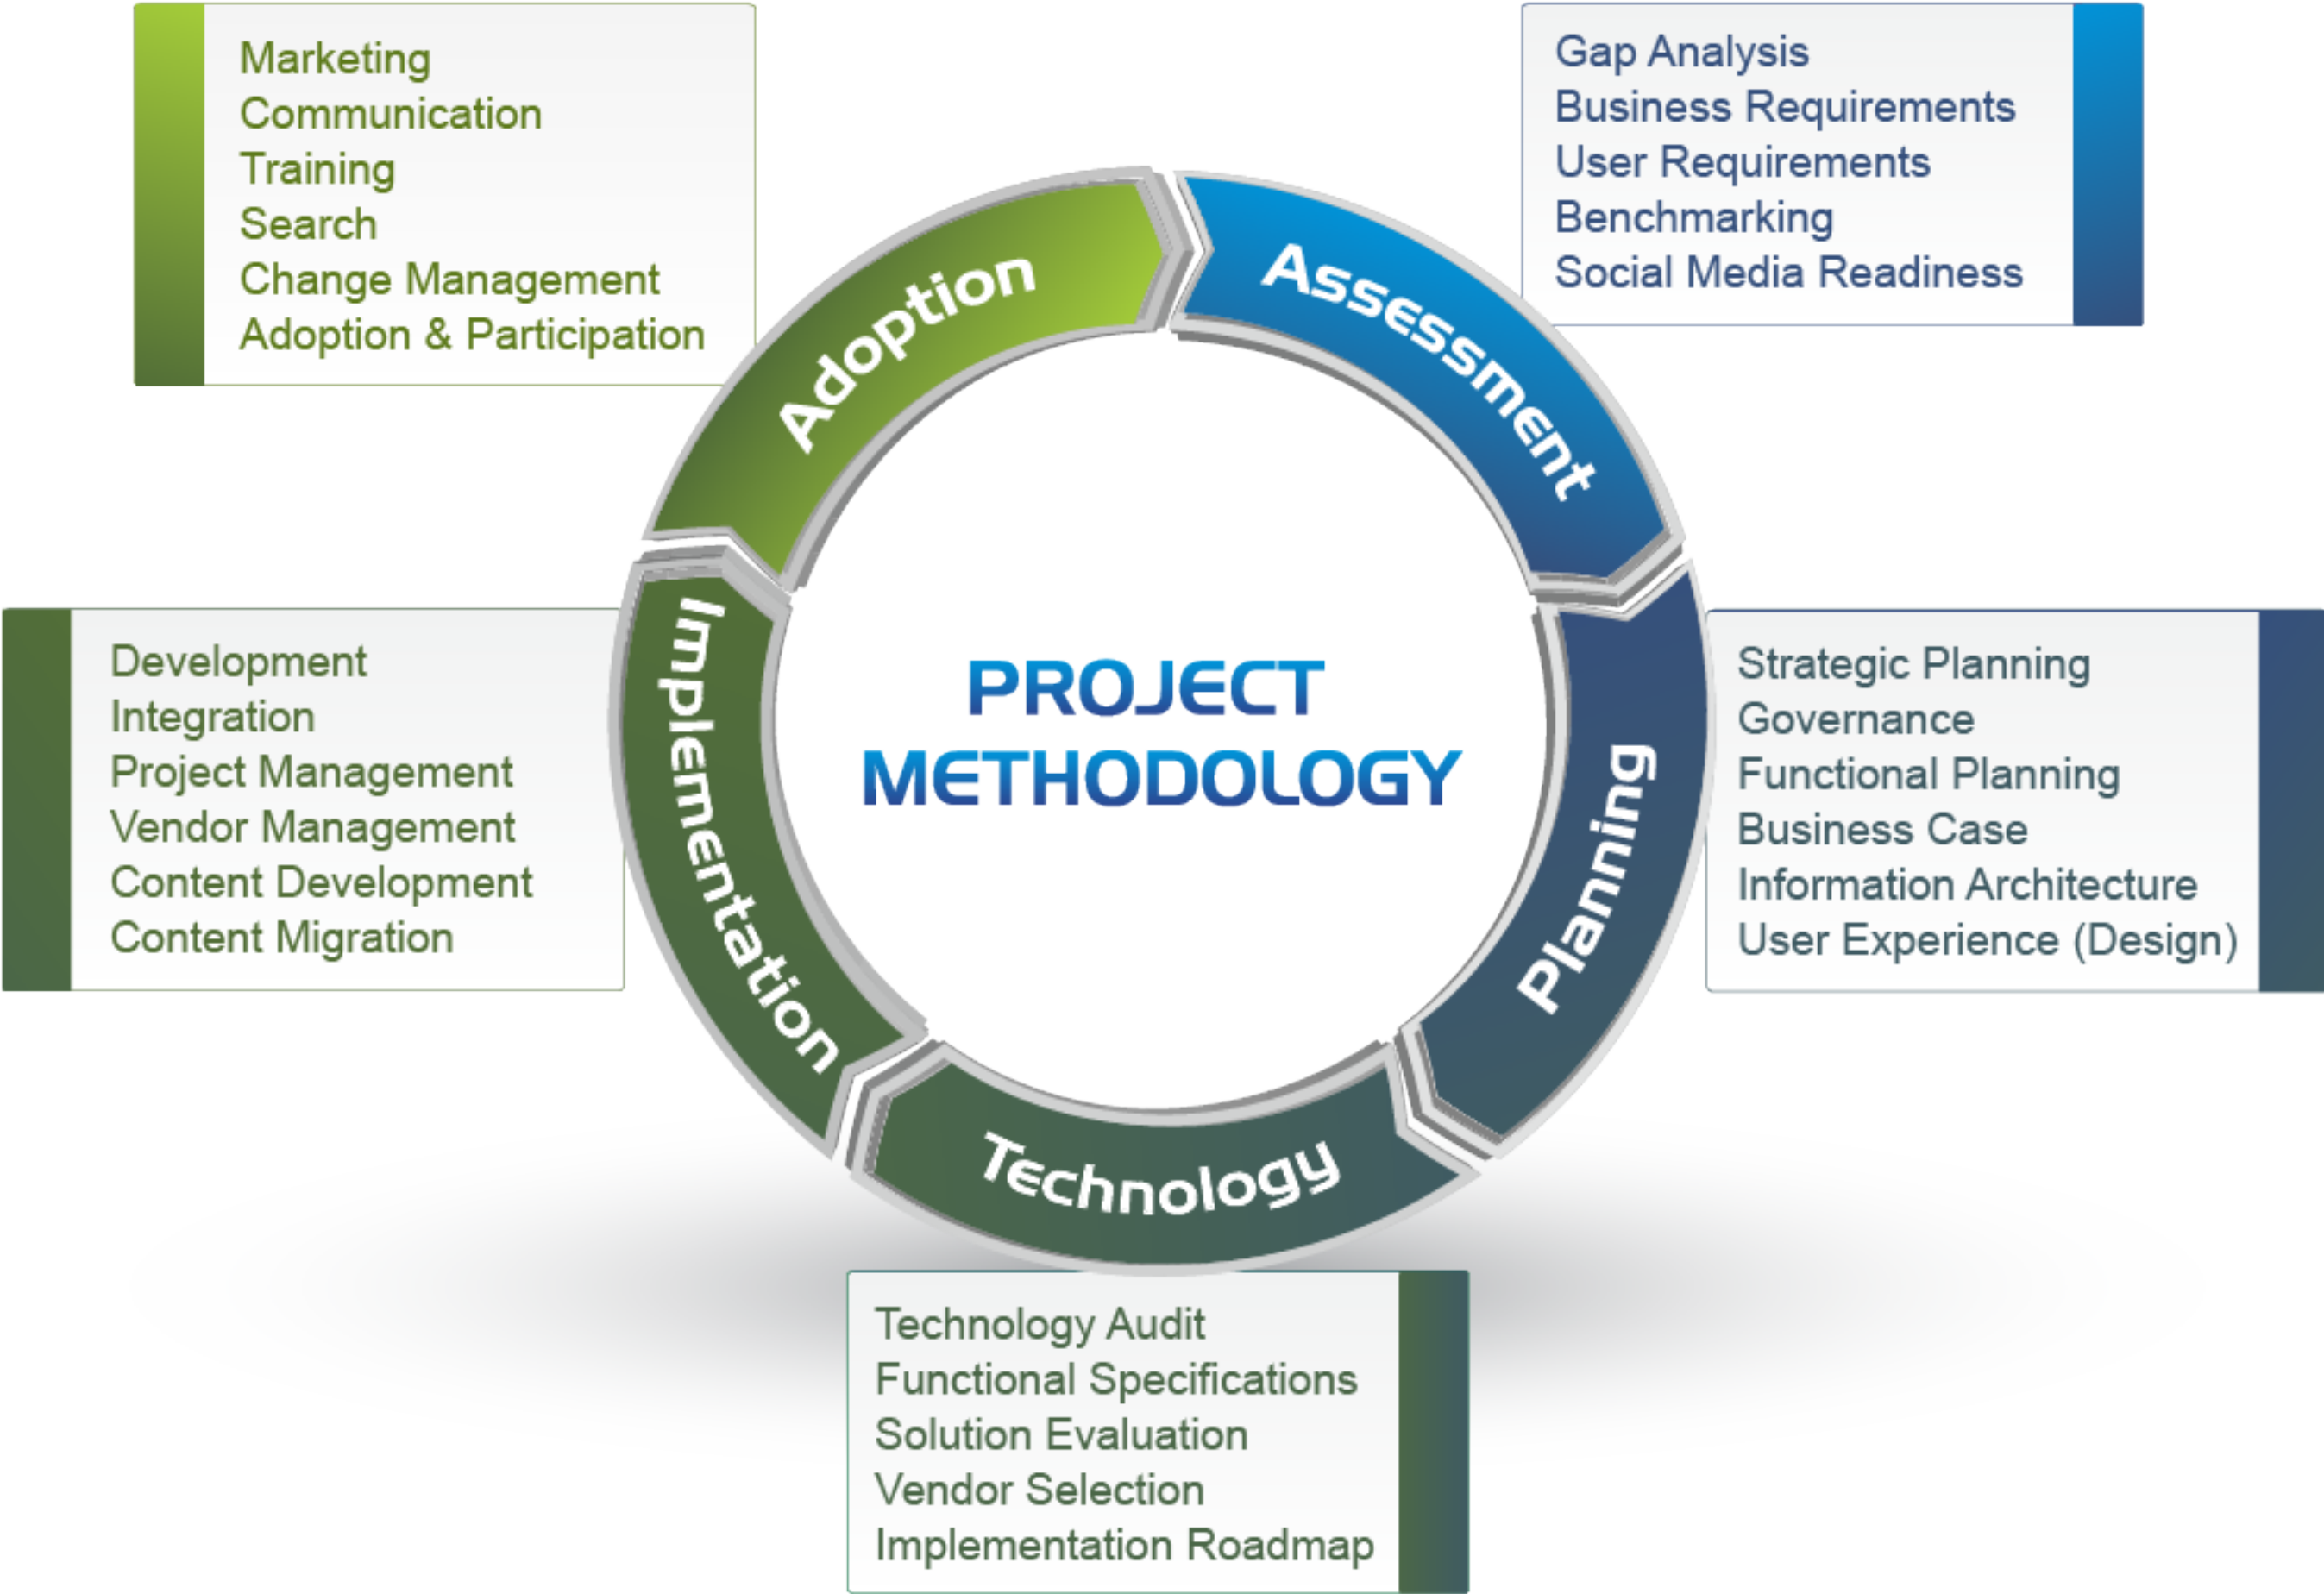 Marketing
Communication
Training
Search
Change Management
Adoption & Participation
Gap Analysis
Business Requirements
User Requirements
Benchmarking
Social Media Readiness
Adoption
Assessment
PROJECT
METHODOLOGY
Development
Integration
Project Management
Vendor Management
Content Development
Content Migration
Implementation
Planning
Strategic Planning
Governance
Functional Planning
Business Case
Information Architecture
User Experience (Design)
Technology
Technology Audit
Functional Specifications
Solution Evaluation
Vendor Selection
Implementation Roadmap